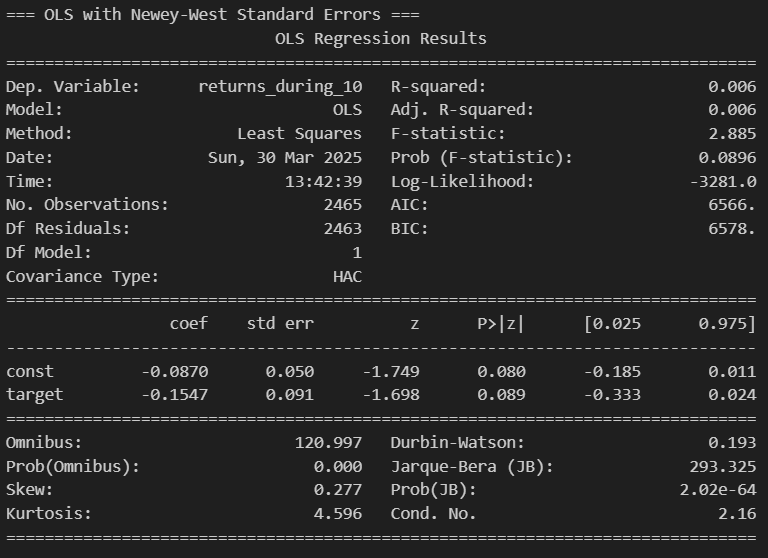 === OLS with Newey-West Standard Errors ===
                            OLS Regression Results
==============================================================================
Dep. Variable:      returns_during_10   R-squared:                       0.006
Model:                            OLS   Adj. R-squared:                  0.006
Method:                 Least Squares   F-statistic:                     2.885
Date:                Sun, 30 Mar 2025   Prob (F-statistic):             0.0896
Time:                        13:42:39   Log-Likelihood:                -3281.0
No. Observations:                2465   AIC:                             6566.
Df Residuals:                    2463   BIC:                             6578.
Df Model:                           1
Covariance Type:                  HAC
==============================================================================
                 coef    std err          z      P>|z|      [0.025      0.975]
------------------------------------------------------------------------------
const         -0.0870      0.050     -1.749      0.080      -0.185       0.011
target        -0.1547      0.091     -1.698      0.089      -0.333       0.024
==============================================================================
Omnibus:                      120.997   Durbin-Watson:                   0.193
Prob(Omnibus):                  0.000   Jarque-Bera (JB):              293.325
Skew:                           0.277   Prob(JB):                     2.02e-64
Kurtosis:                       4.596   Cond. No.                         2.16
==============================================================================